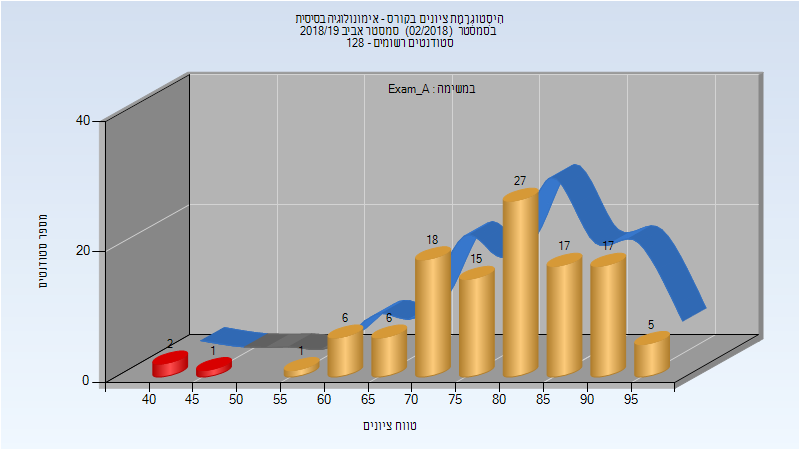 היסטוגרמת ציונים בקורס - אימונולוגיה בסיסית
בסמסטר (02/2018) סמסטר אביב 2018/19
סטודנטים רשומים - 128
במשימה : Exam_A
מספר סטודנטים
40
20
0
2
1
1
6
6
18
15
27
17
17
5
40 45 50 55 60 65 70 75 80 85 90 95
טווח ציונים